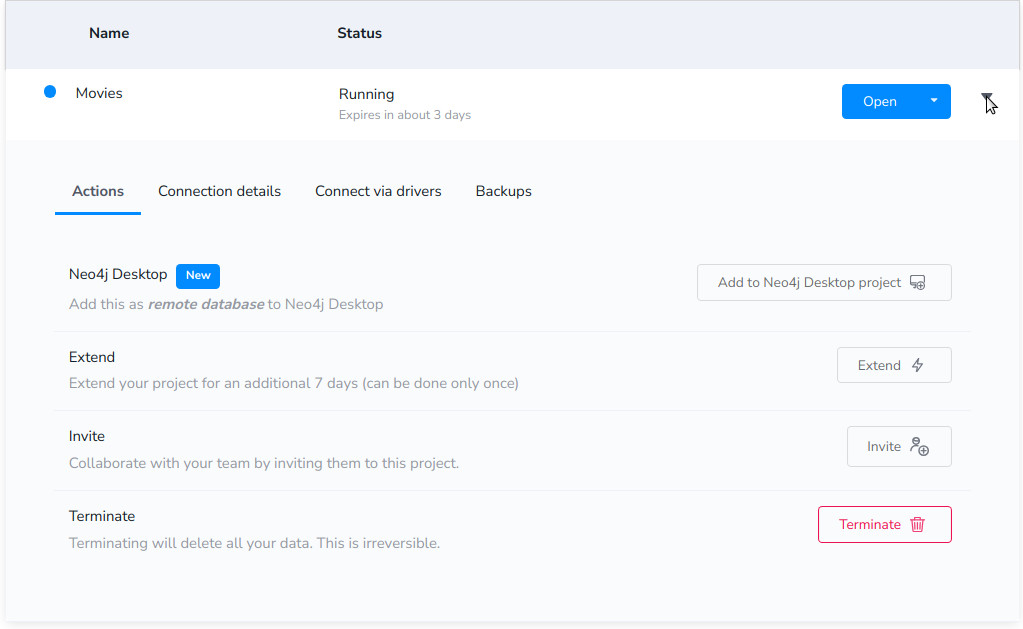 Name Status
Movies Running Open
Expires in about 3 days
Actions Connection details Connect via drivers Backups
Neo4j Desktop New Add to Neo4j Desktop project
Add this as remote database to Neo4j Desktop
Extend Extend
Extend your project for an additional 7 days (can be done only once)
Invite Invite
Collaborate with your team by inviting them to this project.
Terminate Terminate
Terminating will delete all your data. This is irreversible.